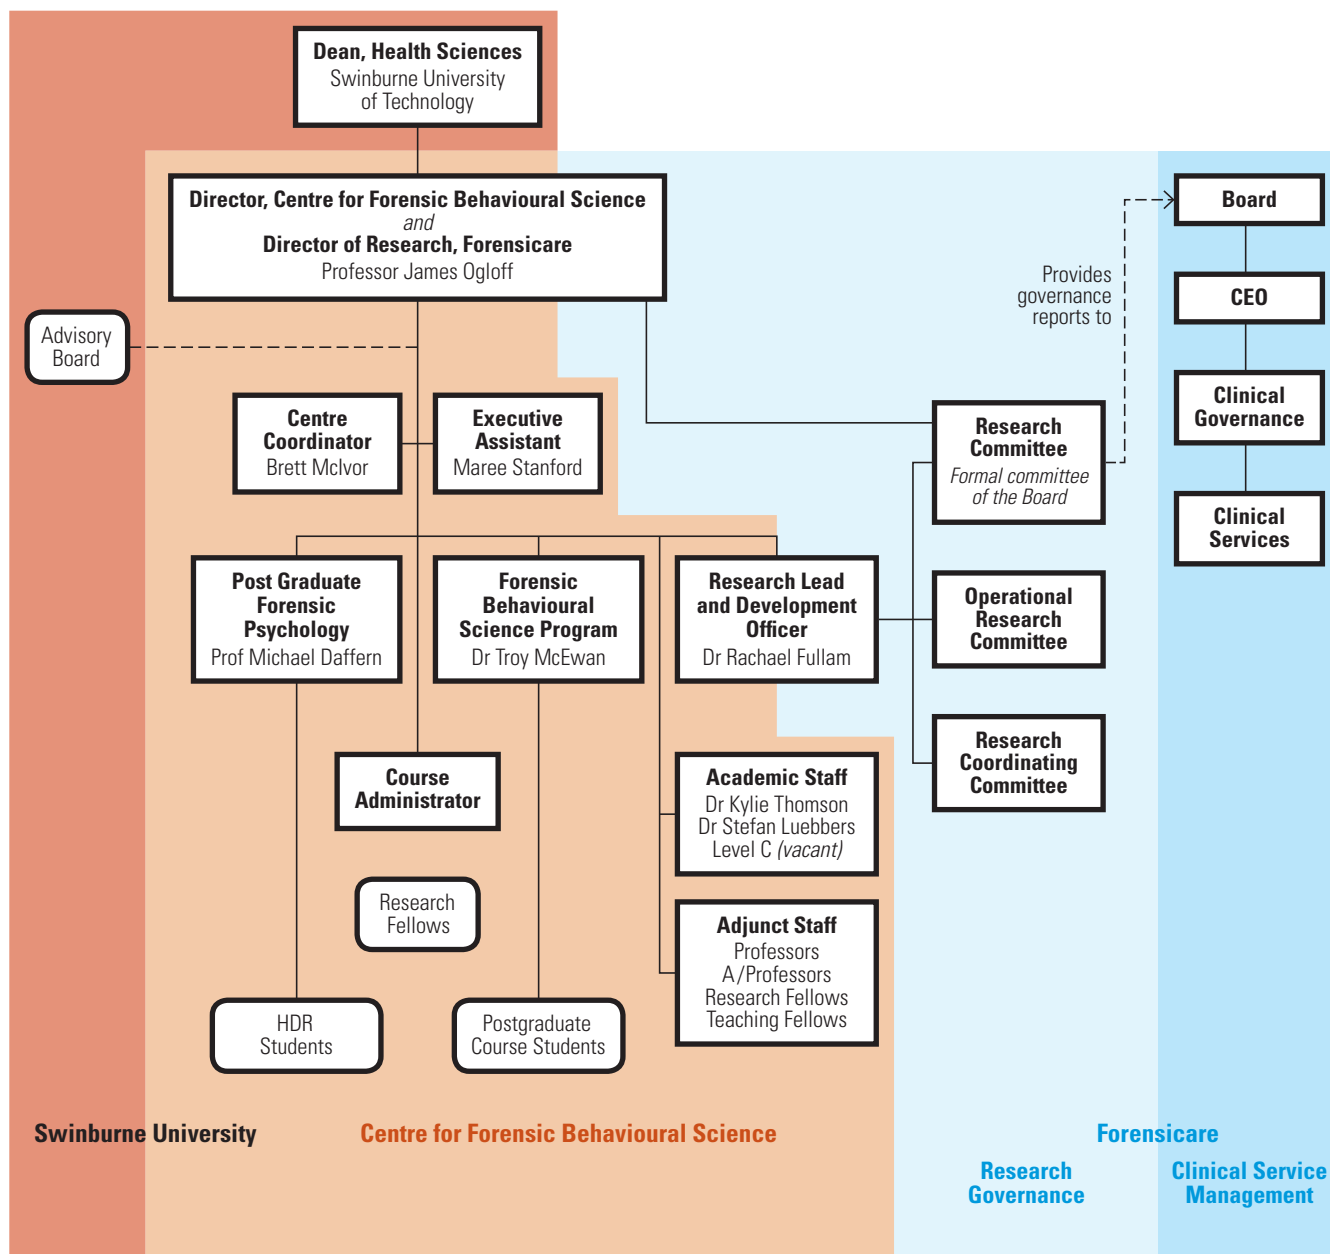 Dean, Health Sciences
Swinburne University
of Technology
Director, Centre for Forensic Behavioural Science
and
Director of Research, Forensicare
Professor James Ogloff
Board
Provides
governance
reports to
CEO
Advisory
Board
Centre
Coordinator
Brett McIvor
Executive
Assistant
Maree Stanford
Research
Committee
Formal committee
of the Board
Clinical
Governance
Clinical
Services
Post Graduate
Forensic
Psychology
Prof Michael Daffern
Forensic
Behavioural
Science Program
Dr Troy McEwan
Research Lead
and Development
Officer
Dr Rachael Fullam
Operational
Research
Committee
Research
Coordinating
Committee
Course
Administrator
Academic Staff
Dr Kylie Thomson
Dr Stefan Luebbers
Level C (vacant)
Research
Fellows
Adjunct Staff
Professors
A/Professors
Research Fellows
Teaching Fellows
HDR
Students
Postgraduate
Course Students
Swinburne University
Centre for Forensic Behavioural Science
Forensicare
Research
Governance
Clinical Service
Management